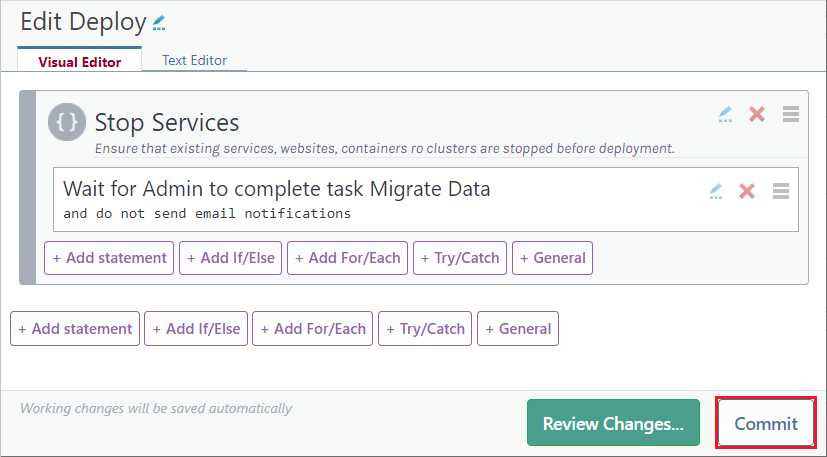 Edit Deploy
Visual Editor Text Editor
{ } Stop Services
Ensure that existing services, websites, containers ro clusters are stopped before deployment.
Wait for Admin to complete task Migrate Data
and do not send email notifications
+ Add statement + Add If/Else + Add For/Each + Try/Catch + General
+ Add statement + Add If/Else + Add For/Each + Try/Catch + General
Working changes will be saved automatically
Review Changes... Commit